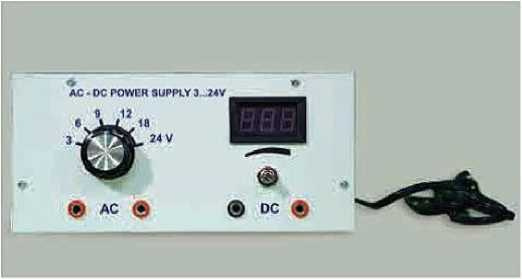 AC - DC POWER SUPPLY 3...24V
3 6 9 12 18 24 V
888
AC DC